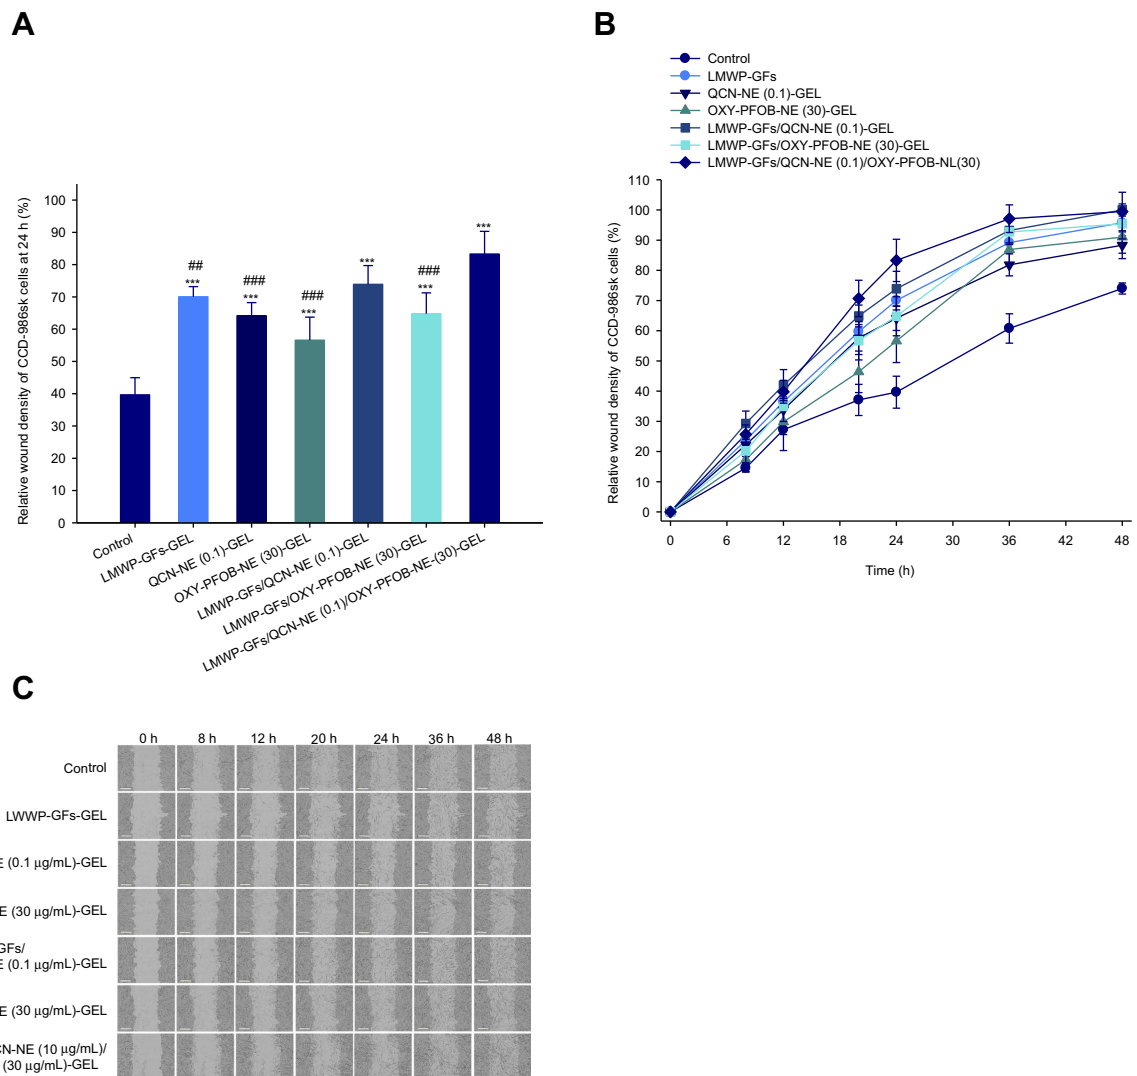 A
Relative wound density of CCD-986sk cells at 24 h (%)
100
90
80
70
60
50
40
30
20
10
0
##
***
###
***
###
***
***
###
***
***
Control
LMWP-GFs-GEL
QCN-NE (0.1)-GEL
OXY-PFOB-NE (30)-GEL
LMWP-GFs/QCN-NE (0.1)-GEL
LMWP-GFs/OXY-PFOB-NE (30)-GEL
LMWP-GFs/QCN-NE (0.1)/OXY-PFOB-NE-(30)-GEL
B
Control
LMWP-GFs
QCN-NE (0.1)-GEL
OXY-PFOB-NE (30)-GEL
LMWP-GFs/QCN-NE (0.1)-GEL
LMWP-GFs/OXY-PFOB-NE (30)-GEL
LMWP-GFs/QCN-NE (0.1)/OXY-PFOB-NL(30)
Relative wound density of CCD-986sk cells (%)
110
100
90
80
70
60
50
40
30
20
10
0
0 6 12 18 24 30 36 42 48
Time (h)
C
0 h 8 h 12 h 20 h 24 h 36 h 48 h
Control
LWWP-GFs-GEL
E (0.1 μg/mL)-GEL
E (30 μg/mL)-GEL
GFs/
E (0.1 μg/mL)-GEL
E (30 μg/mL)-GEL
CN-NE (10 μg/mL)/
(30 μg/mL)-GEL